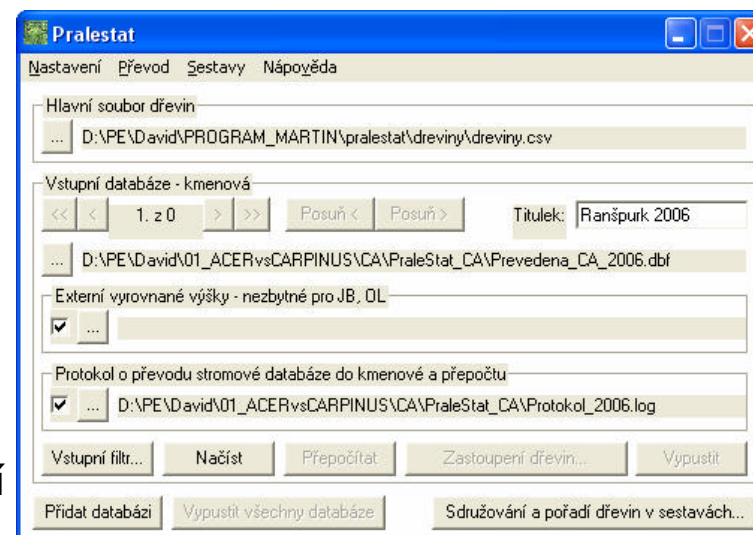 Pralestat
Nastavení Převod Sestavy Nápověda
Hlavní soubor dřevin
... D:\PE\David\PROGRAM_MARTIN\pralestat\dreviny\dreviny.csv
Vstupní databáze - kmenová
<< < 1. z 0 > >> Posuň < Posuň > Titulek: Ranšpurk 2006
... D:\PE\David\01_ACERvsCARPINUS\CA\PraleStat_CA\Prevedena_CA_2006.dbf
Externí vyrovnané výšky - nezbytné pro JB, OL
...
Protokol o převodu stromové databáze do kmenové a přepočtu
... D:\PE\David\01_ACERvsCARPINUS\CA\PraleStat_CA\Protokol_2006.log
Vstupní filtr... Načíst Přepočítat Zastoupení dřevin... Vypustit
í
Přidat databázi Vypustit všechny databáze Sdružování a pořadí dřevin v sestavách...